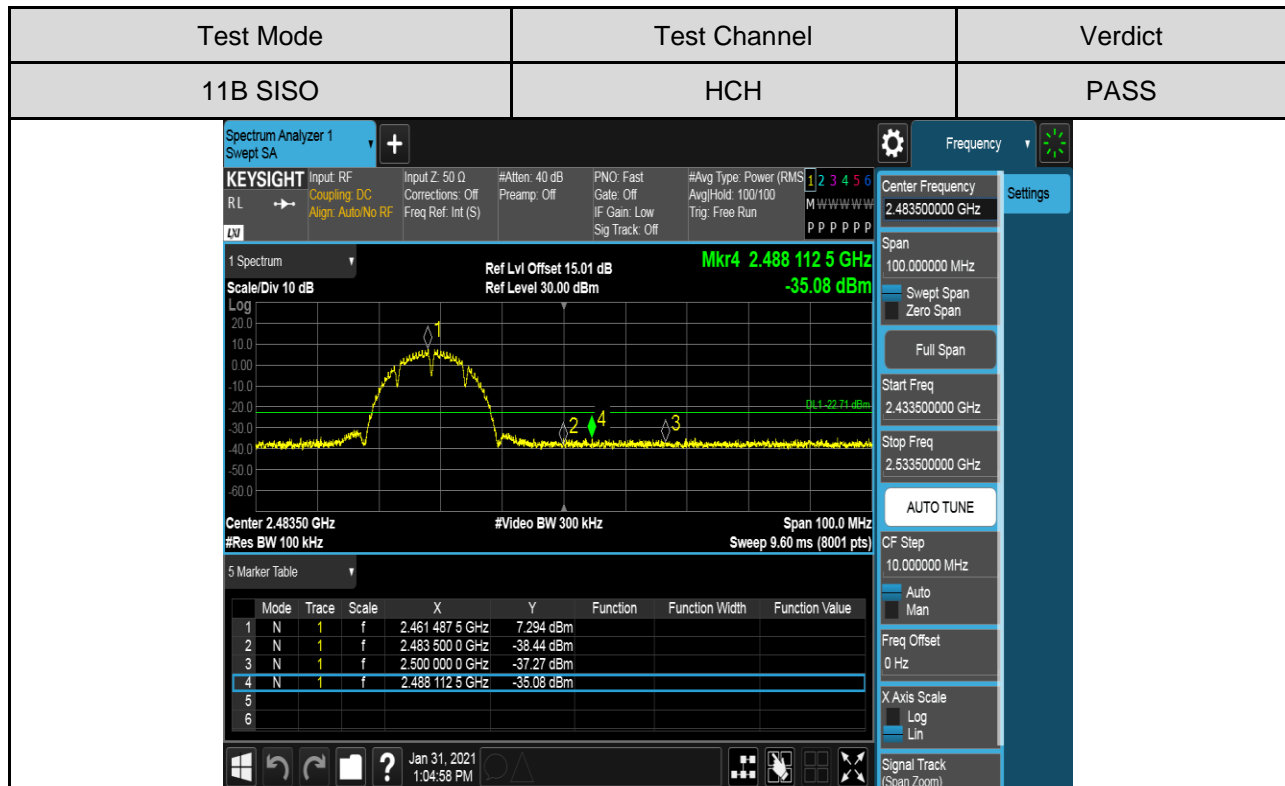 Test Mode Test Channel Verdict
11B SISO HCH PASS
Spectrum Analyzer 1
Swept SA
+
Frequency
KEYSIGHT Input: RF Input Z: 50 Ω #Atten: 40 dB PNO: Fast #Avg Type: Power (RMS 1 2 3 4 5 6
RL Coupling: DC Corrections: Off Preamp: Off Gate: Off Avg|Hold: 100/100 M W W W W W
Align: Auto/No RF Freq Ref: Int (S) IF Gain: Low Trig: Free Run
LXI Sig Track: Off P P P P P P
1 Spectrum
Ref Lvl Offset 15.01 dB Mkr4 2.488 112 5 GHz
Scale/Div 10 dB Ref Level 30.00 dBm -35.08 dBm
Log
20.0
10.0
0.00
-10.0
-20.0
-30.0
-40.0
-50.0
-60.0
1
2
4
3
DL1 -22.71 dBm
Center 2.48350 GHz #Video BW 300 kHz Span 100.0 MHz
#Res BW 100 kHz Sweep 9.60 ms (8001 pts)
5 Marker Table
Mode Trace Scale X Y Function Function Width Function Value
1 N 1 f 2.461 487 5 GHz 7.294 dBm
2 N 1 f 2.483 500 0 GHz -38.44 dBm
3 N 1 f 2.500 000 0 GHz -37.27 dBm
4 N 1 f 2.488 112 5 GHz -35.08 dBm
5
6
?
Jan 31, 2021
1:04:58 PM
Center Frequency
2.483500000 GHz
Settings
Span
100.000000 MHz
Swept Span
Zero Span
Full Span
Start Freq
2.433500000 GHz
Stop Freq
2.533500000 GHz
AUTO TUNE
CF Step
10.000000 MHz
Auto
Man
Freq Offset
0 Hz
X Axis Scale
Log
Lin
Signal Track
(Span Zoom)